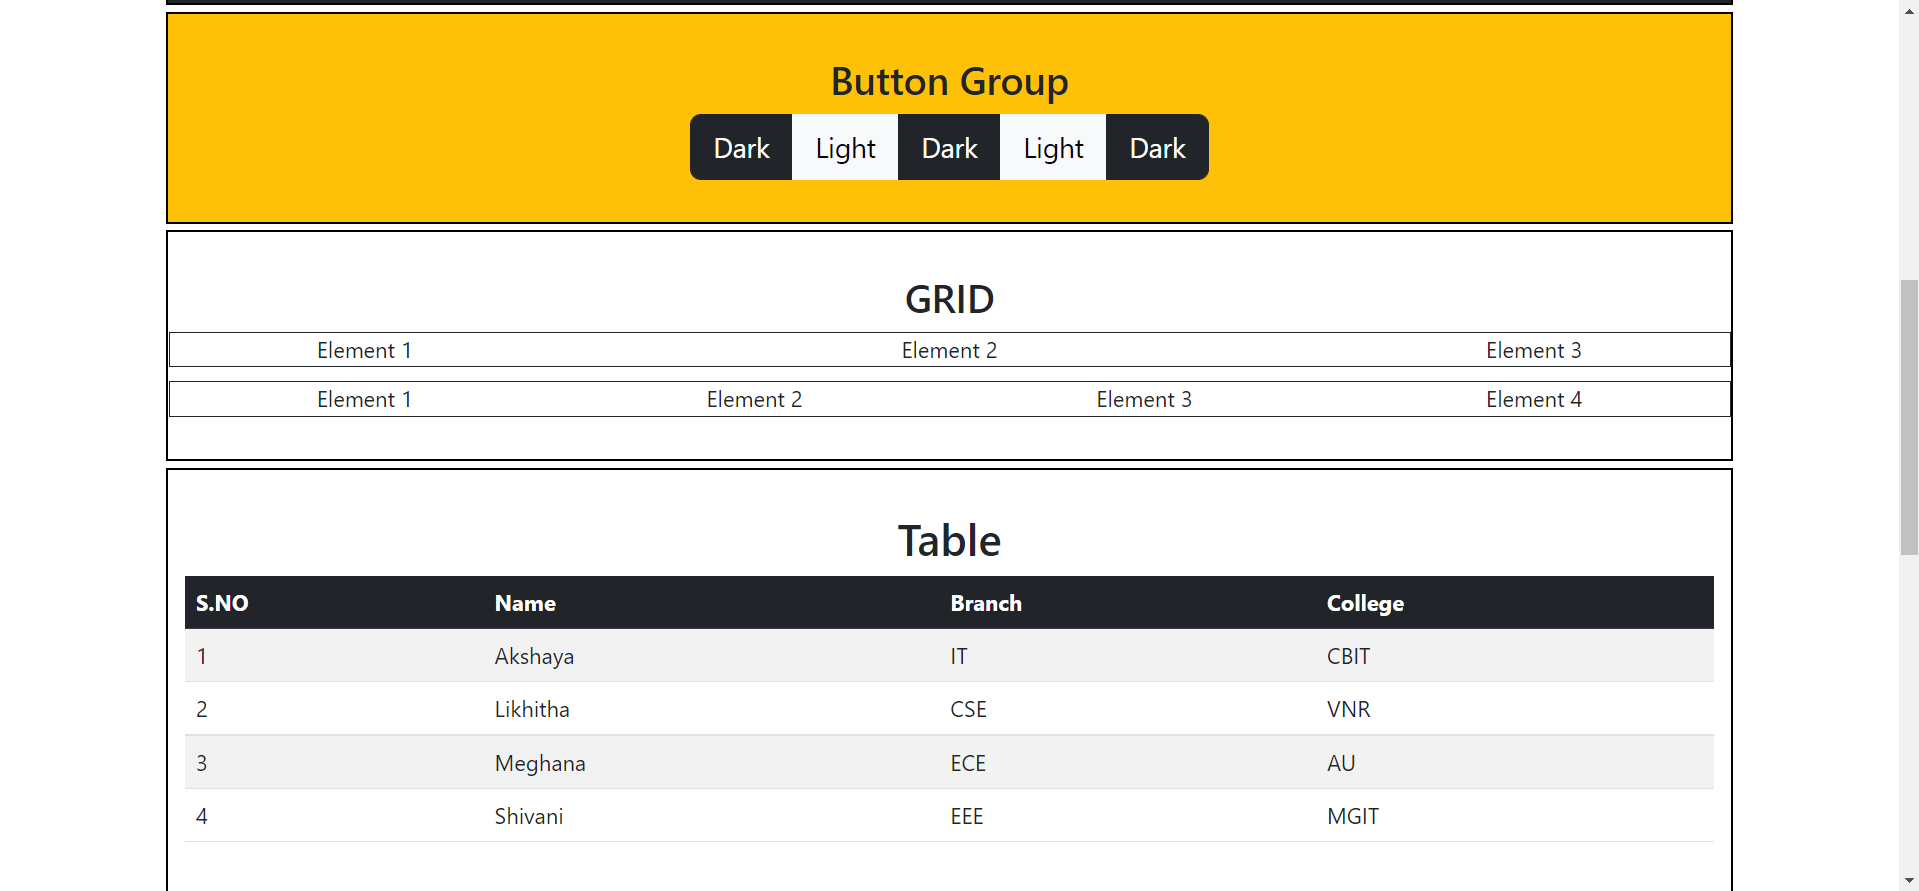 Button Group
Dark Light Dark Light Dark
GRID
Element 1 Element 2 Element 3
Element 1 Element 2 Element 3 Element 4
Table
S.NO Name Branch College
1 Akshaya IT CBIT
2 Likhitha CSE VNR
3 Meghana ECE AU
4 Shivani EEE MGIT